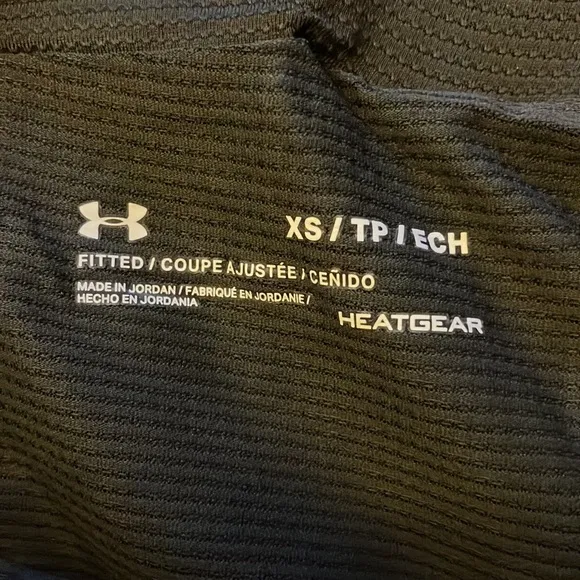 XS / TP / ECH
FITTED / COUPE AJUSTÉE / CEÑIDO
MADE IN JORDAN / FABRIQUÉ EN JORDANIE /
HECHO EN JORDANIA
HEATGEAR